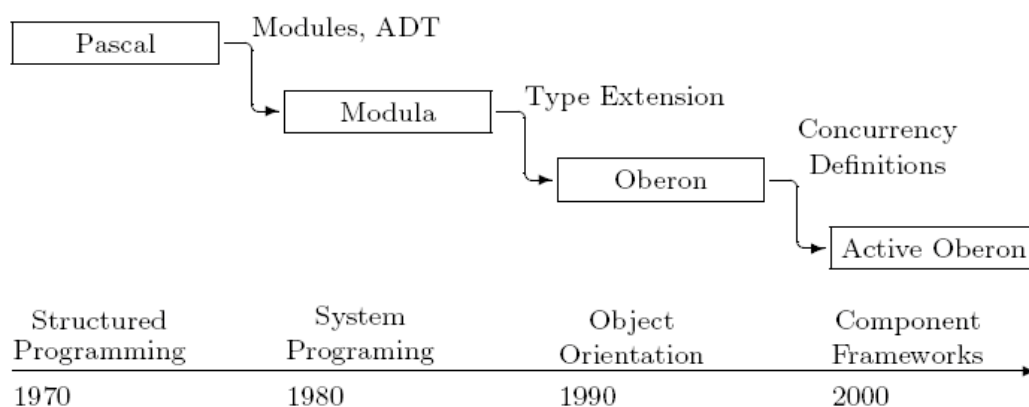 Pascal
Modules, ADT
Modula
Type Extension
Oberon
Concurrency
Definitions
Active Oberon
Structured
Programming
System
Programing
Object
Orientation
Component
Frameworks
1970
1980
1990
2000